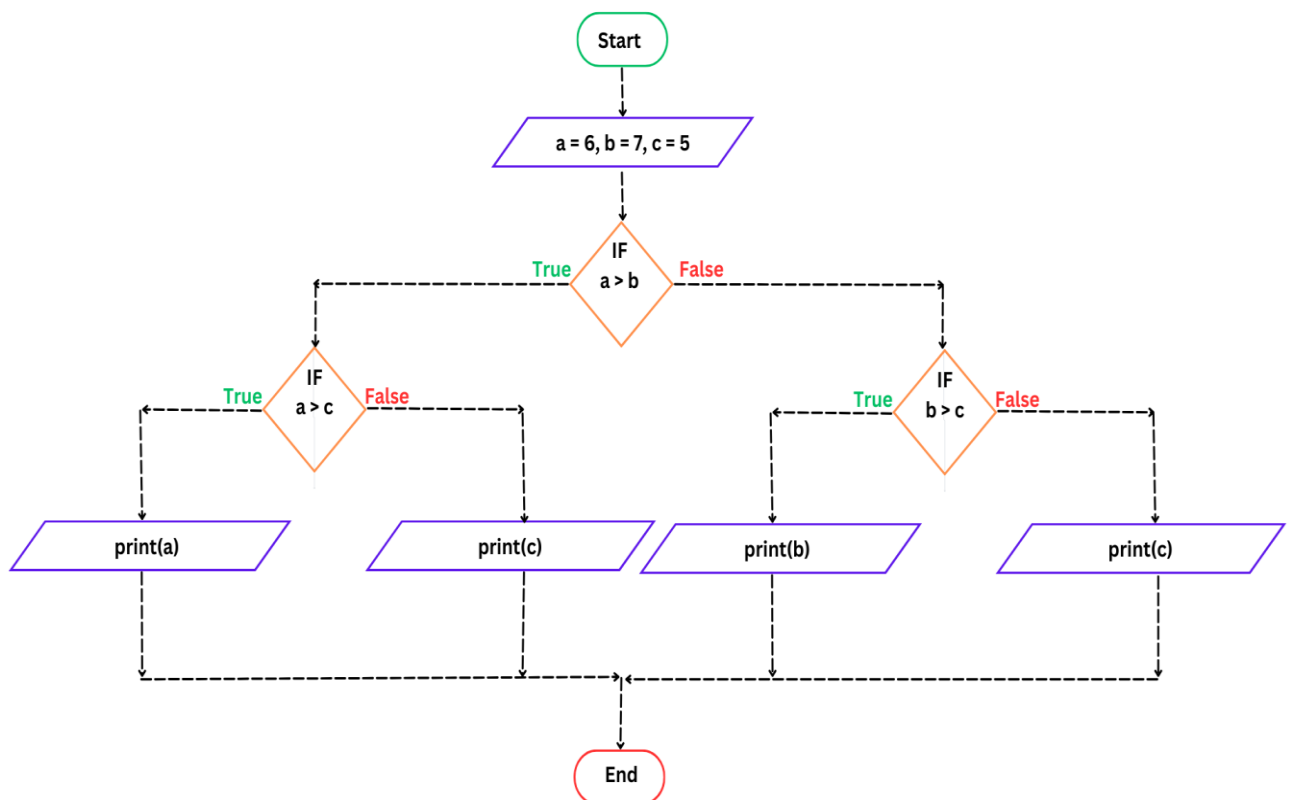 Start
a = 6, b = 7, c = 5
IF
a > b
True
False
IF
a > c
True
False
IF
b > c
True
False
print(a)
print(c)
print(b)
print(c)
End